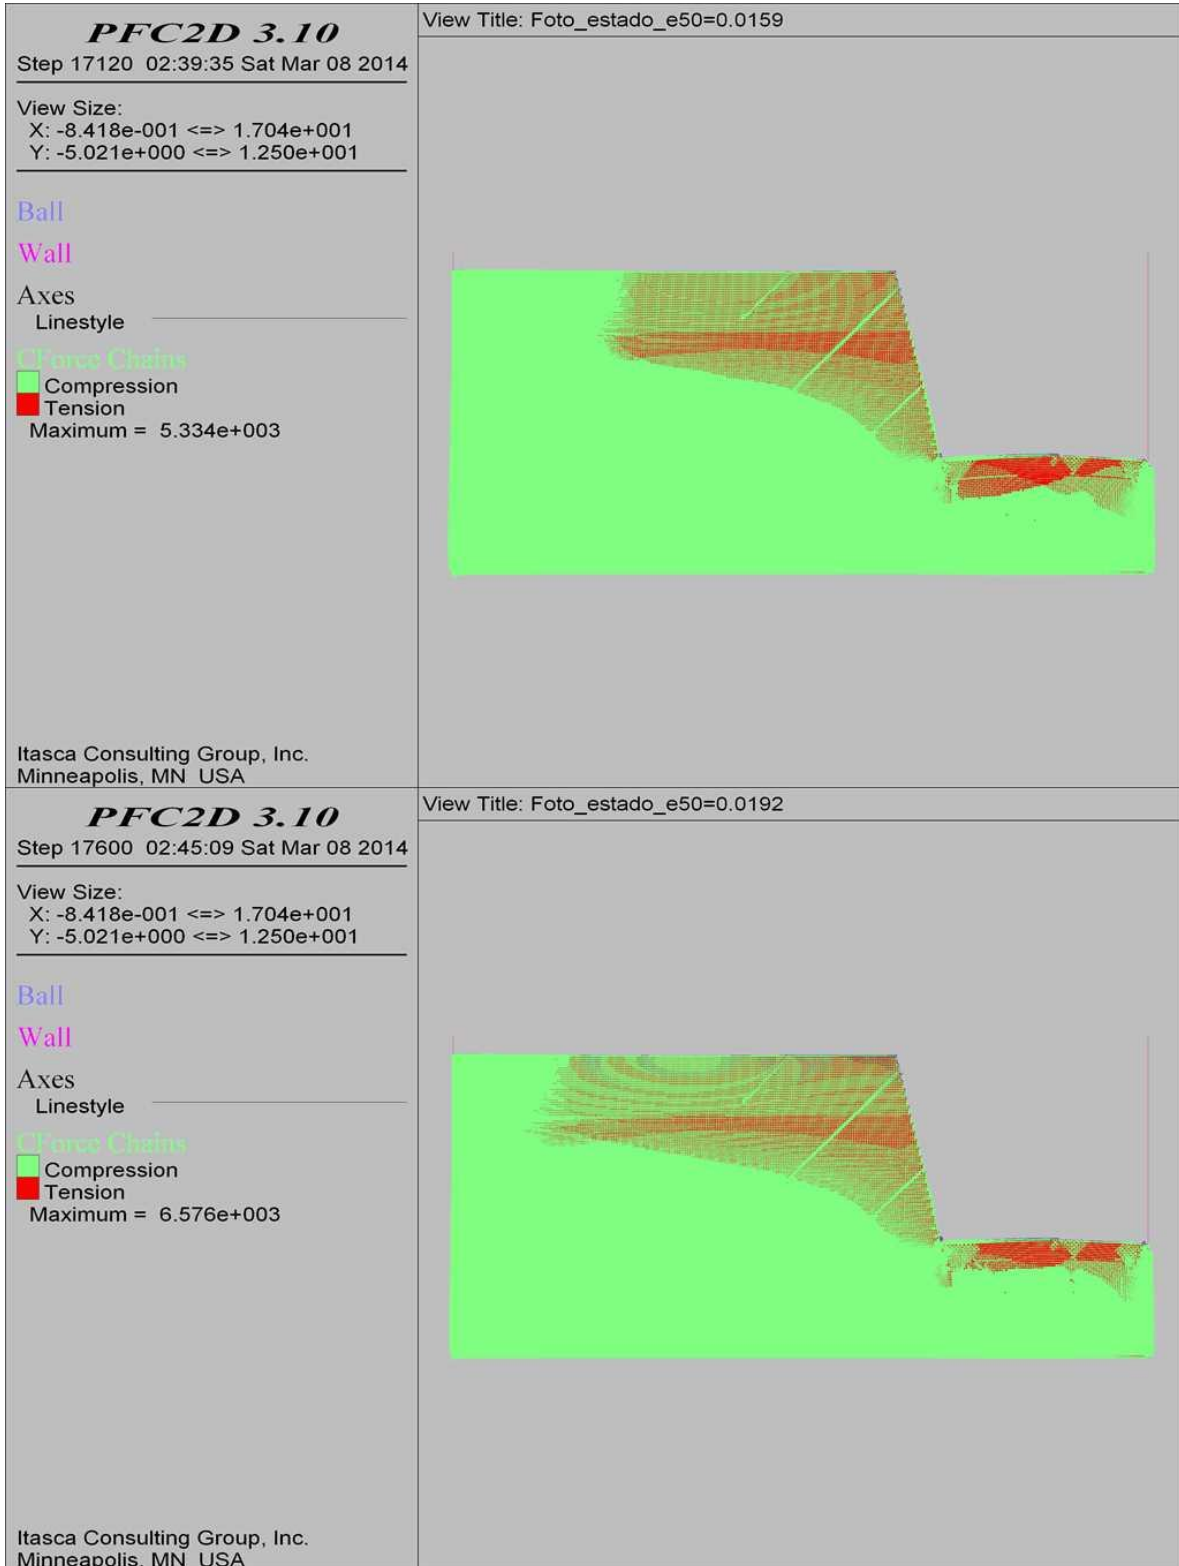 PFC2D 3.10
Step 17120 02:39:35 Sat Mar 08 2014
View Size:
X: -8.418e-001 <=> 1.704e+001
Y: -5.021e+000 <=> 1.250e+001
Ball
Wall
Axes
Linestyle
CForce Chains
Compression
Tension
Maximum = 5.334e+003
Itasca Consulting Group, Inc.
Minneapolis, MN USA
View Title: Foto_estado_e50=0.0159
PFC2D 3.10
Step 17600 02:45:09 Sat Mar 08 2014
View Size:
X: -8.418e-001 <=> 1.704e+001
Y: -5.021e+000 <=> 1.250e+001
Ball
Wall
Axes
Linestyle
CForce Chains
Compression
Tension
Maximum = 6.576e+003
Itasca Consulting Group, Inc.
Minneapolis, MN USA
View Title: Foto_estado_e50=0.0192